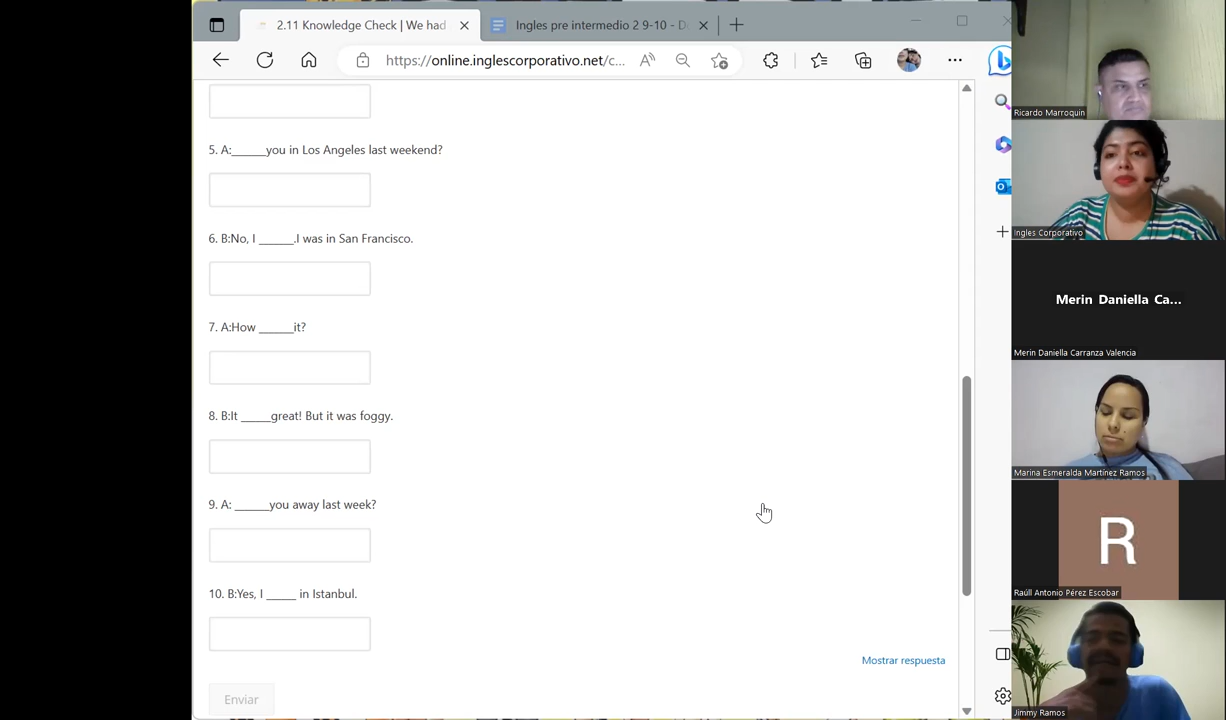 2.11 Knowledge Check | We had
Ingles pre intermedio 2 9-10 - D
https://online.inglescorporativo.net/c...
5. A:______you in Los Angeles last weekend?
6. B:No, I ______.I was in San Francisco.
7. A:How ______it?
8. B:It _____great! But it was foggy.
9. A: ______you away last week?
10. B:Yes, I _____ in Istanbul.
Mostrar respuesta
Enviar
Ricardo Marroquin
Ingles Corporativo
Merin Daniella Ca...
Merin Daniella Carranza Valencia
Marina Esmeralda Martínez Ramos
R
Raúll Antonio Pérez Escobar
Jimmy Ramos